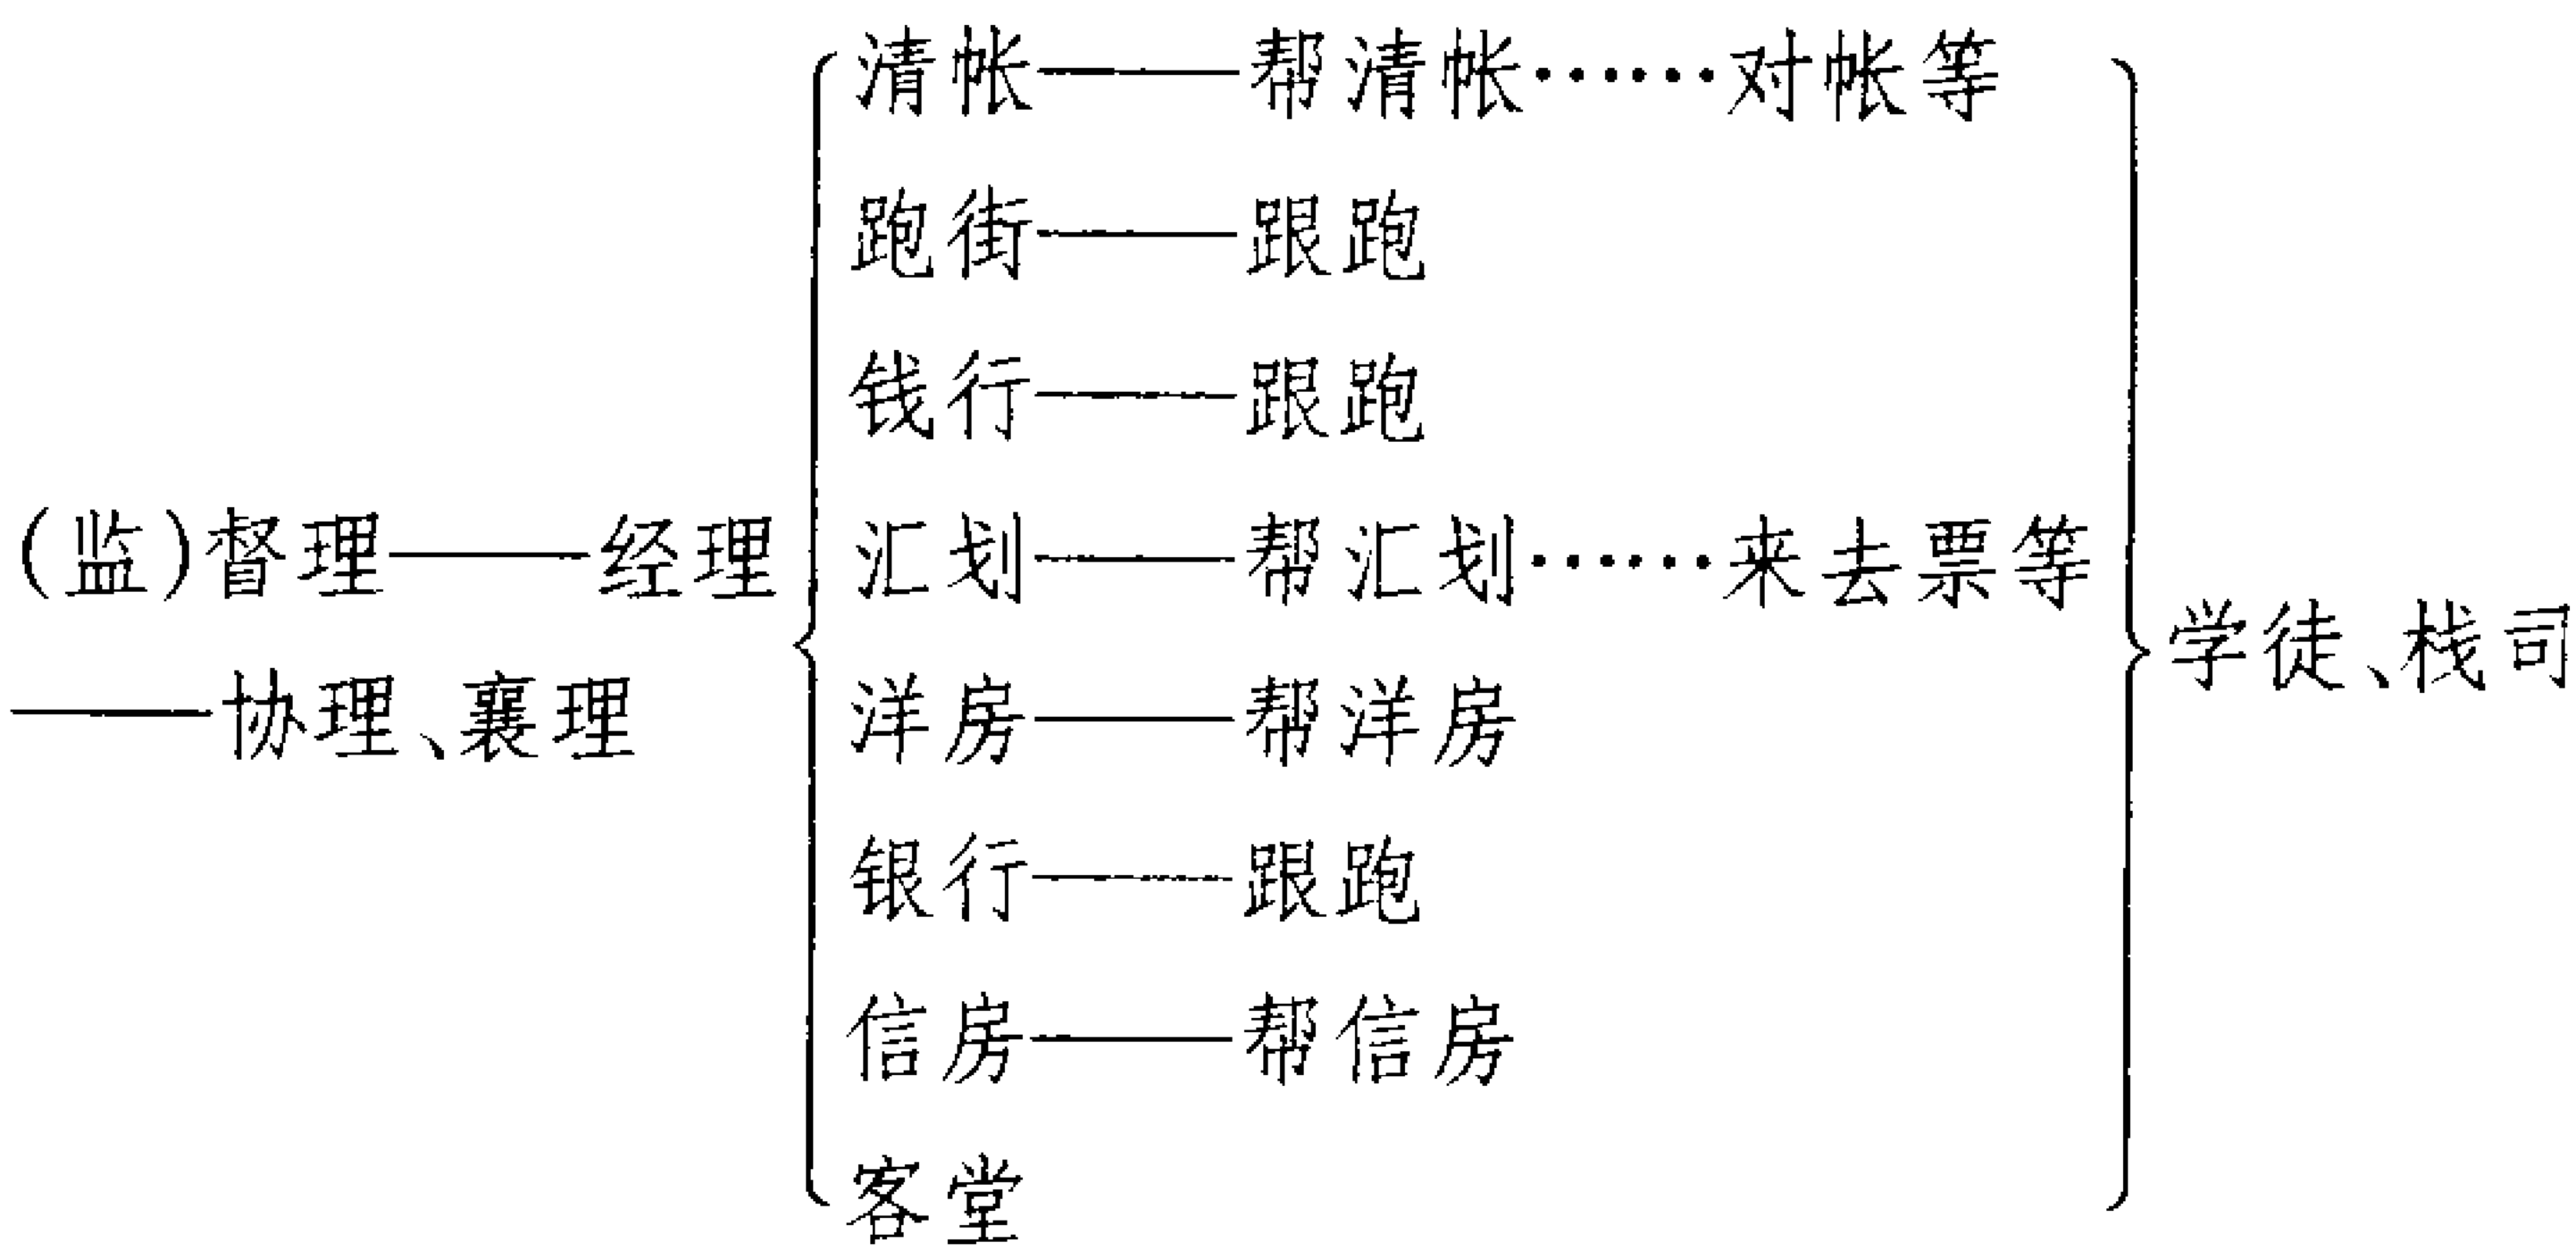 清帐——帮清帐……对帐等
跑街——跟跑
钱行——跟跑
(监)督理——经理
汇划——帮汇划……来去票等
——协理、襄理
洋房——帮洋房
学徒、栈司
银行——跟跑
信房——帮信房
客堂